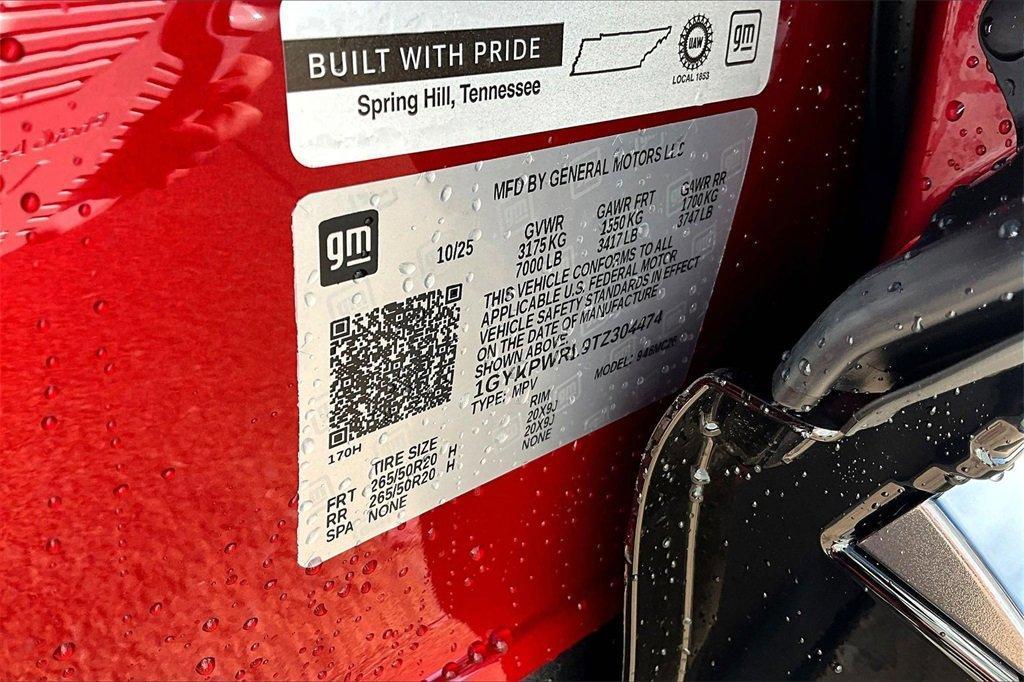 BUILT WITH PRIDE
Spring Hill, Tennessee
UAW
LOCAL 1853
gm
MFD BY GENERAL MOTORS LLC
gm
10/25
GVWR
3175 KG
7000 LB
GAWR FRT
1550 KG
3417 LB
GAWR RR
1700 KG
3747 LB
THIS VEHICLE CONFORMS TO ALL
APPLICABLE U.S. FEDERAL MOTOR
VEHICLE SAFETY STANDARDS IN EFFECT
ON THE DATE OF MANUFACTURE
SHOWN ABOVE.
1GYKPWRL9TZ304474
TYPE: MPV
MODEL:
170H
TIRE SIZE
RIM
FRT 265/50R20 H 20X9J
RR 265/50R20 H 20X9J
SPA NONE NONE